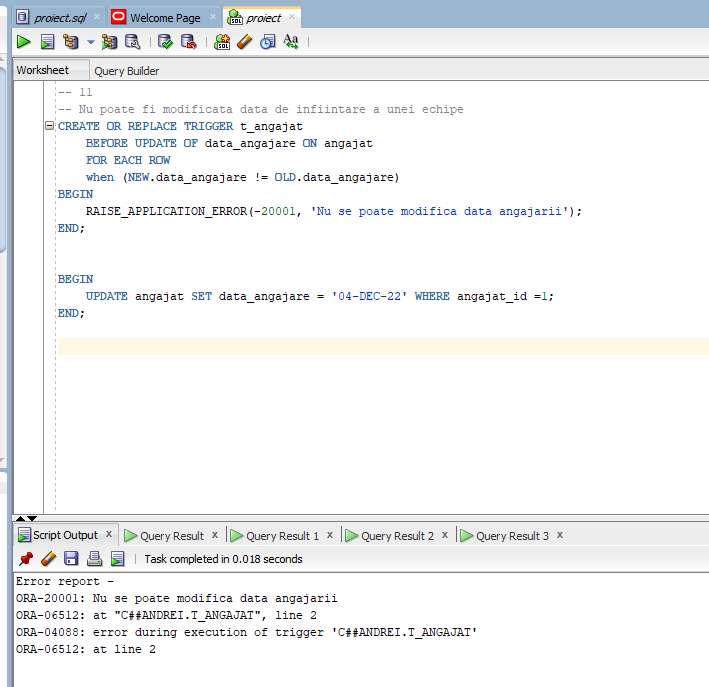 proiect.sql
Welcome Page
proiect
Worksheet
Query Builder
-- 11
-- Nu poate fi modificata data de infiintare a unei echipe
CREATE OR REPLACE TRIGGER t_angajat
BEFORE UPDATE OF data_angajare ON angajat
FOR EACH ROW
when (NEW.data_angajare != OLD.data_angajare)
BEGIN
RAISE_APPLICATION_ERROR(-20001, 'Nu se poate modifica data angajarii');
END;
BEGIN
UPDATE angajat SET data_angajare = '04-DEC-22' WHERE angajat_id =1;
END;
Script Output x
Query Result x
Query Result 1 x
Query Result 2 x
Query Result 3 x
Task completed in 0.018 seconds
Error report -
ORA-20001: Nu se poate modifica data angajarii
ORA-06512: at "C##ANDREI.T_ANGAJAT", line 2
ORA-04088: error during execution of trigger 'C##ANDREI.T_ANGAJAT'
ORA-06512: at line 2